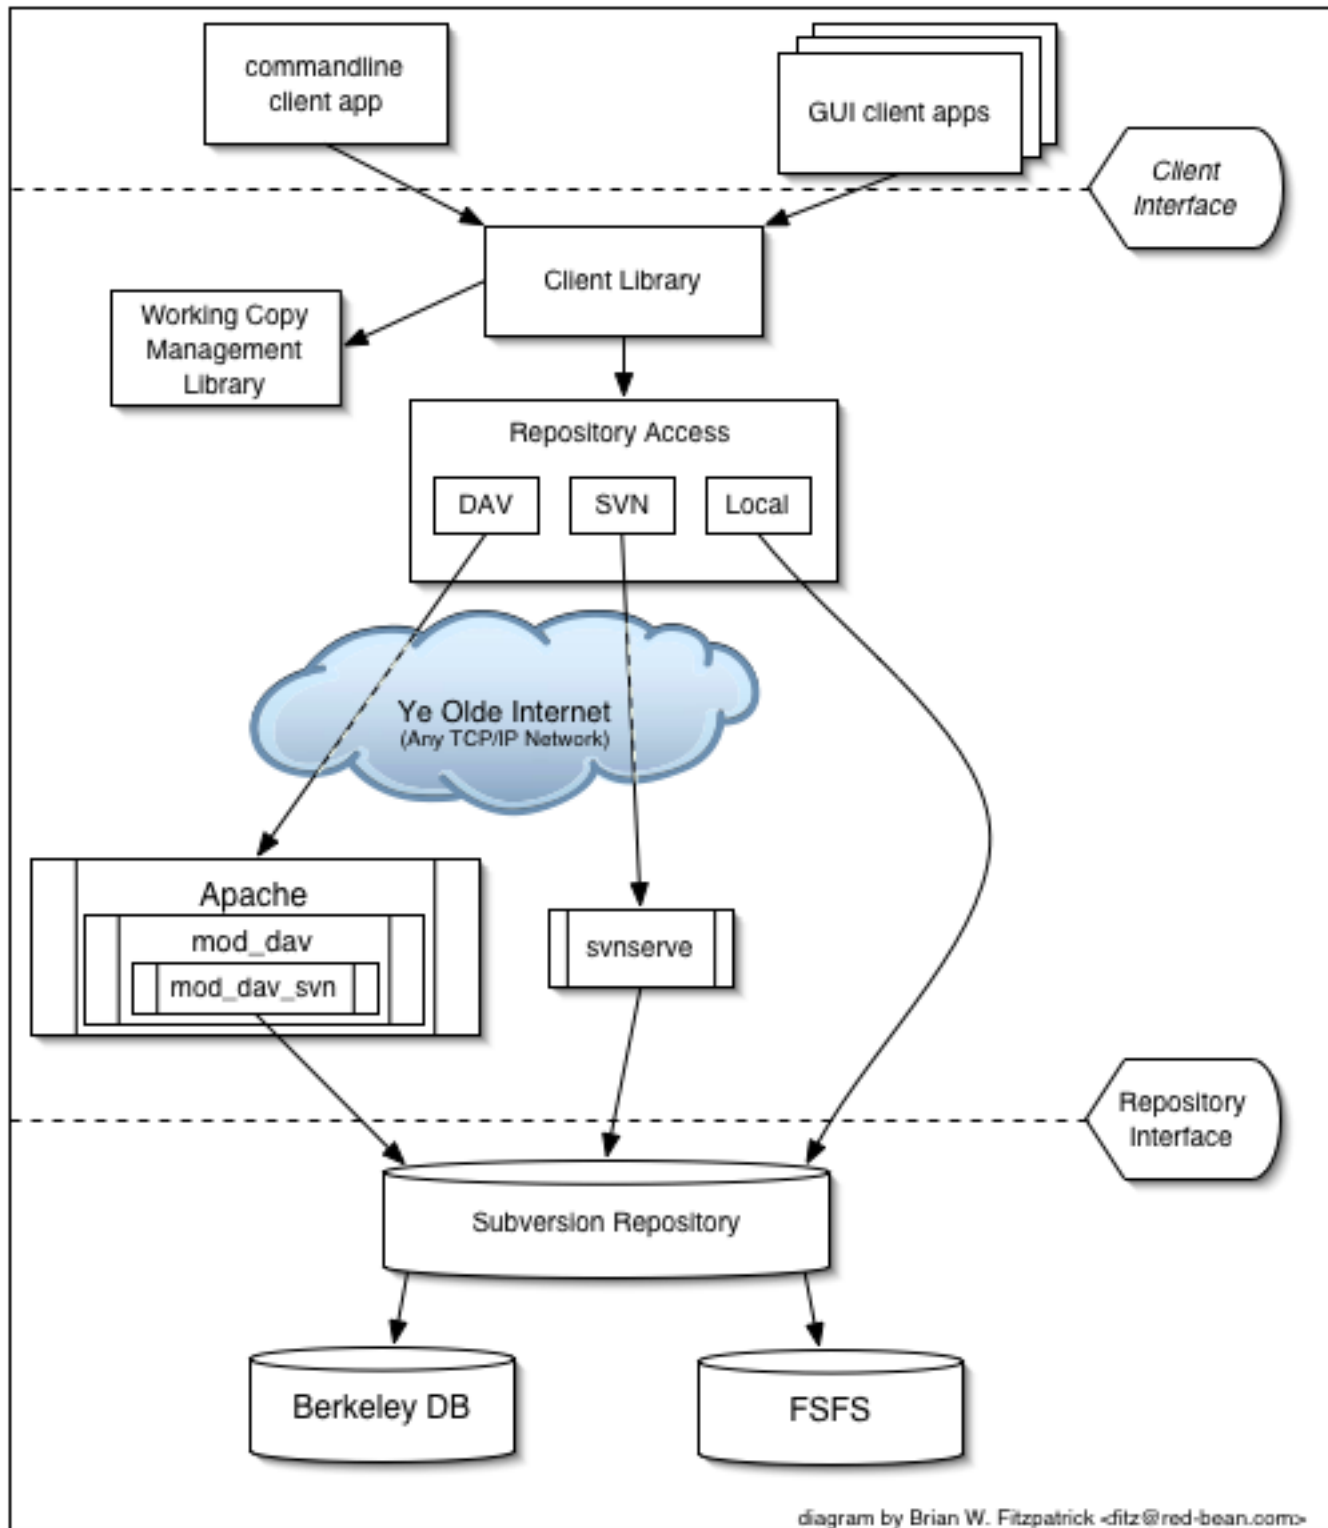 commandline
client app
GUI client apps
Client
Interface
Client Library
Working Copy
Management
Library
Repository Access
DAV
SVN
Local
Ye Olde Internet
(Any TCP/IP Network)
Apache
mod_dav
mod_dav_svn
svnserve
Repository
Interface
Subversion Repository
Berkeley DB
FSFS
diagram by Brian W. Fitzpatrick <fitz@red-bean.com>